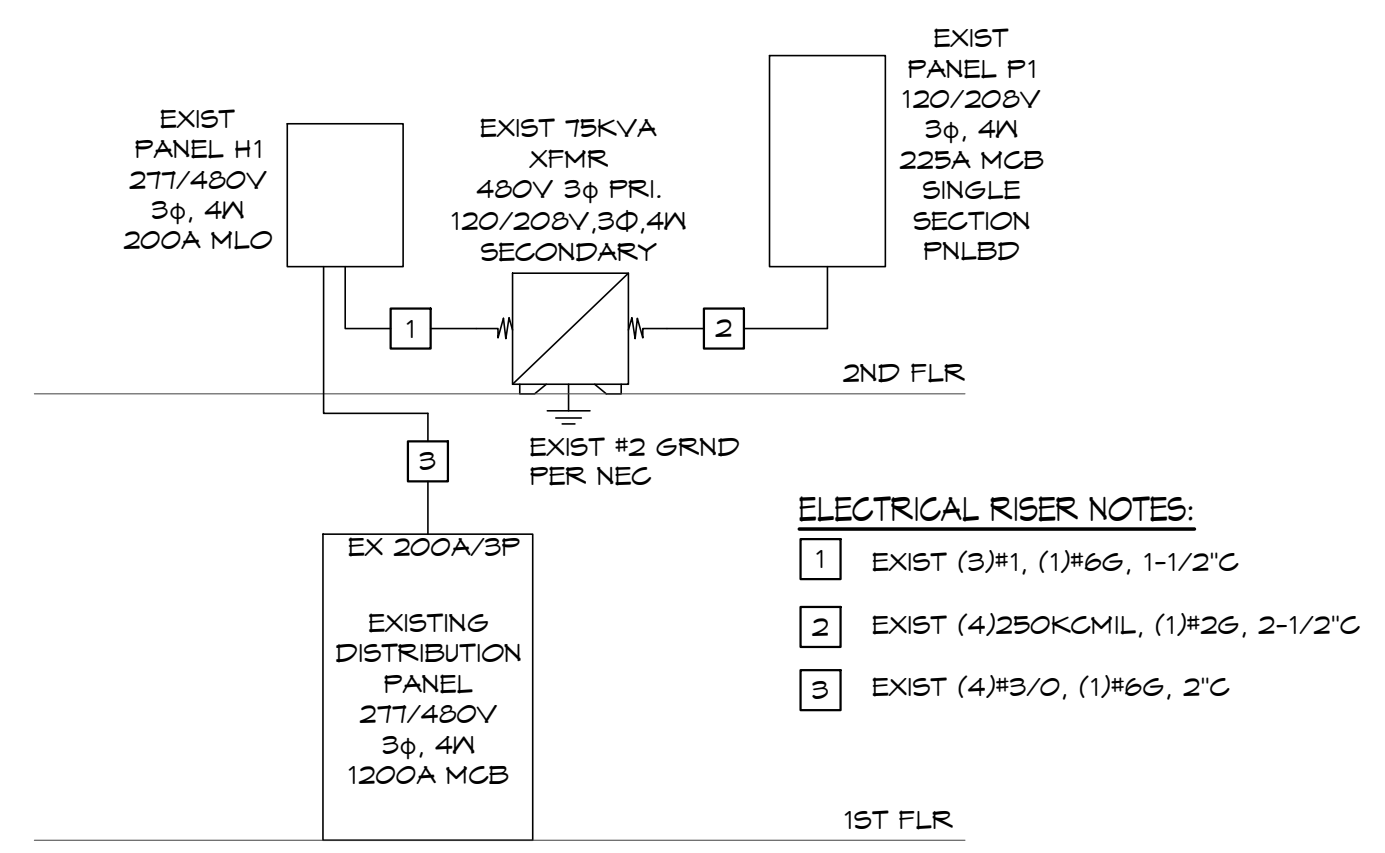 EXIST
PANEL H1
277/480V
3φ, 4W
200A MLO
EXIST 75KVA
XFMR
480V 3φ PRI.
120/208V,3Φ,4W
SECONDARY
EXIST
PANEL P1
120/208V
3φ, 4W
225A MCB
SINGLE
SECTION
PNLBD
1
2
2ND FLR
EXIST #2 GRND
PER NEC
3
EX 200A/3P
EXISTING
DISTRIBUTION
PANEL
277/480V
3φ, 4W
1200A MCB
1ST FLR
ELECTRICAL RISER NOTES:
1 EXIST (3)#1, (1)#6G, 1-1/2"C
2 EXIST (4)250KCMIL, (1)#2G, 2-1/2"C
3 EXIST (4)#3/0, (1)#6G, 2"C